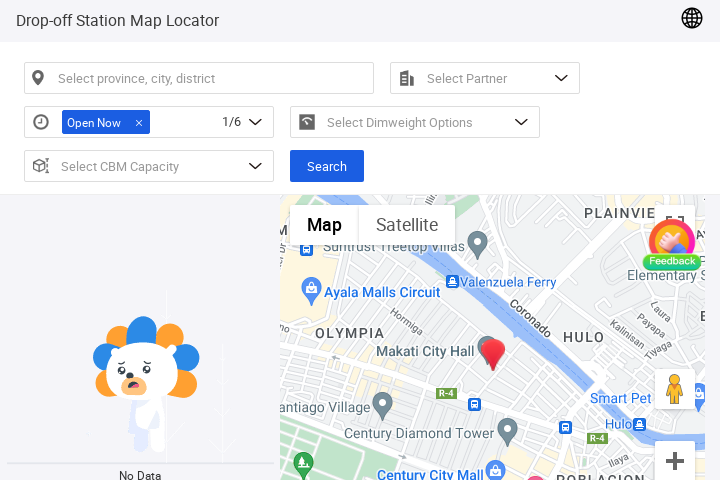 Drop-off Station Map Locator
Select province, city, district
Select Partner
Open Now ×
1/6
Select Dimweight Options
Select CBM Capacity
Search
Map
Satellite
PLAINVIE
Suntrust Treetop Villas
Feedback
Elementary S
Valenzuela Ferry
Ayala Malls Circuit
Coronado
Laura
Payapa
Hormiga
Kalinisan
Tiwaga
OLYMPIA
HULO
Makati City Hall
R-4
Smart Pet
antiago Village
Hulo
Century Diamond Tower
R-4
Ilaya
Century City Mall
POBLACION
No Data